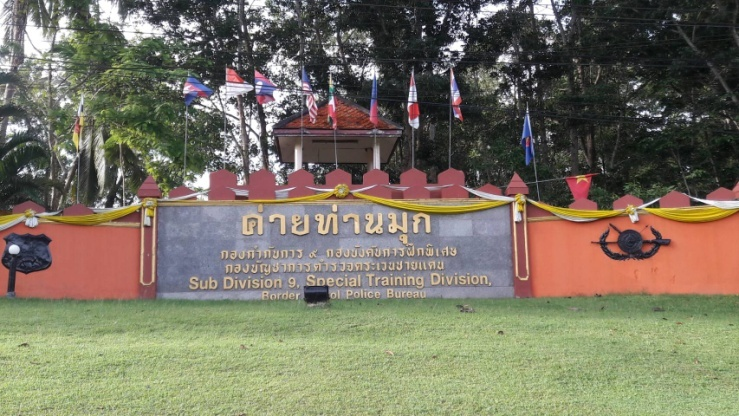 ค่ายท่านมุก
กองกำกับการ ๙ กองบังคับการฝึกพิเศษ
กองบัญชาการตำรวจตระเวนชายแดน
Sub Division 9, Special Training Division,
Border Police Bureau